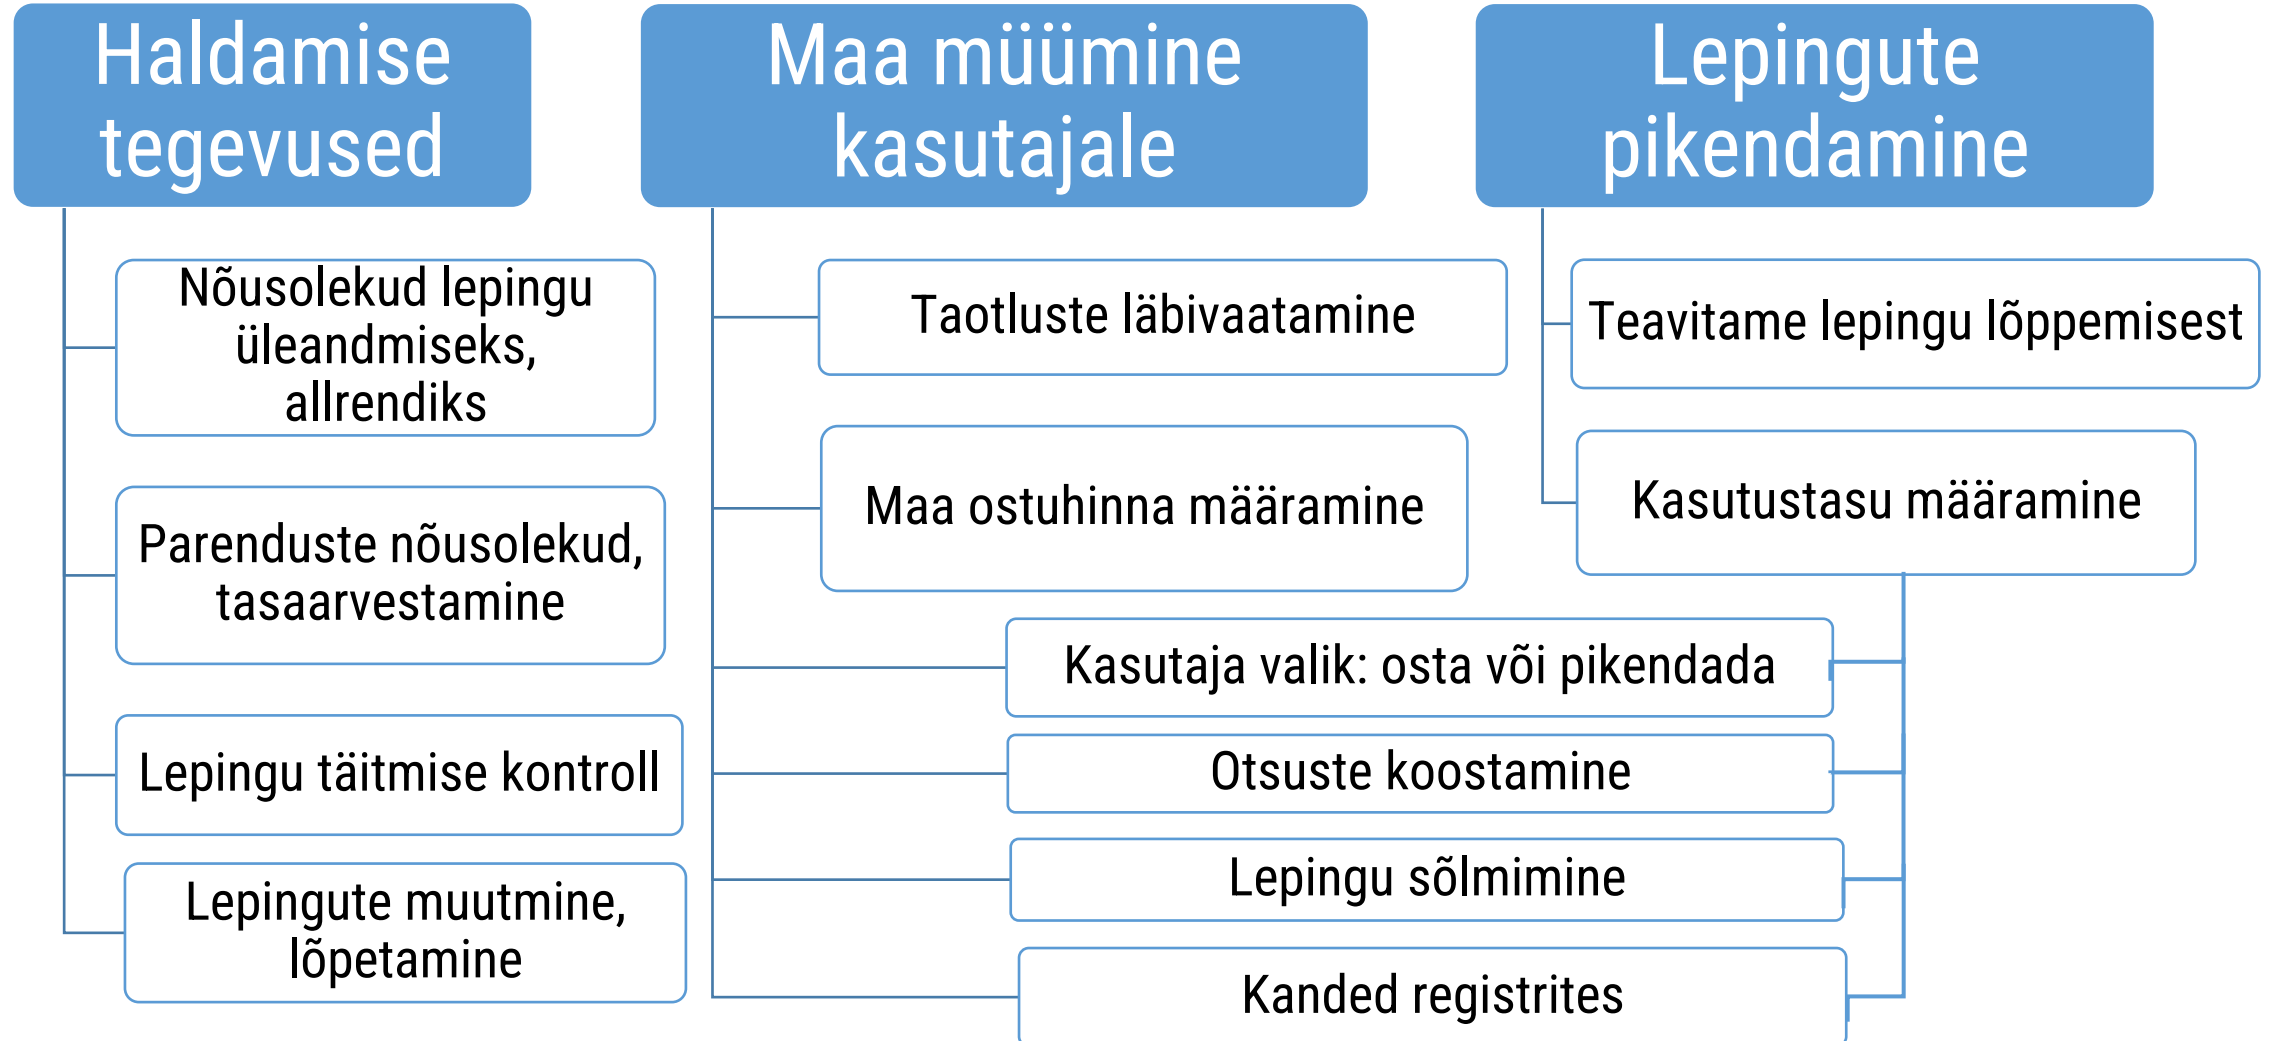 Haldamise
tegevused
Nõusolekud lepingu
üleandmiseks,
allrendiks
Parenduste nõusolekud,
tasaarvestamine
Lepingu täitmise kontroll
Lepingute muutmine,
lõpetamine
Maa müümine
kasutajale
Taotluste läbivaatamine
Maa ostuhinna määramine
Kasutaja valik: osta või pikendada
Otsuste koostamine
Lepingu sõlmimine
Kanded registrites
Lepingute
pikendamine
Teavitame lepingu lõppemisest
Kasutustasu määramine